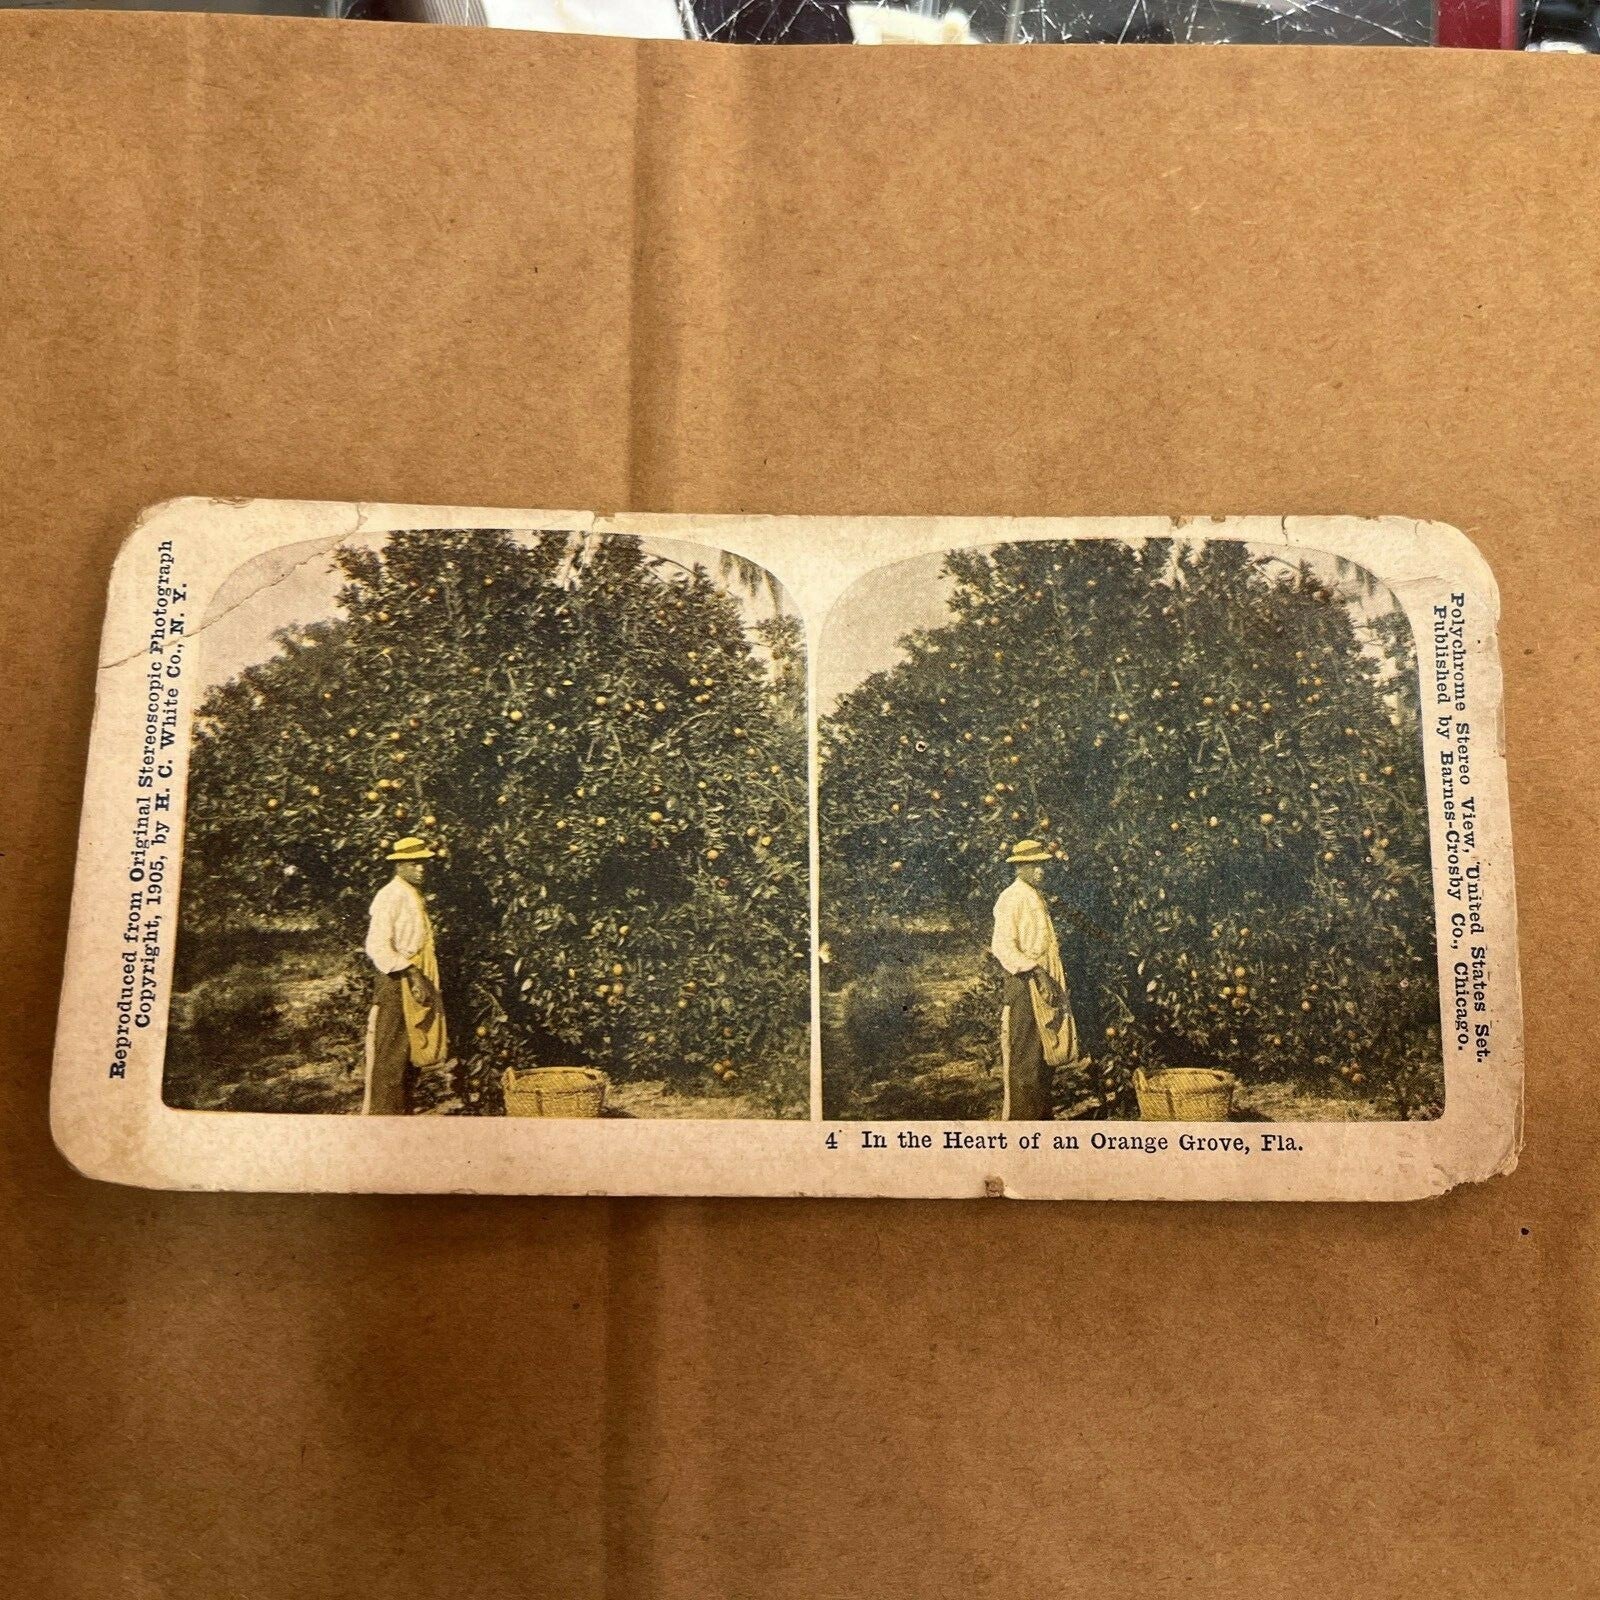 Reproduced from Original Stereoscopic Photograph
Copyright, 1905, by H. C. White Co., N. Y.
Polychrome Stereo View, United States Set.
Published by Barnes-Crosby Co., Chicago.
4 In the Heart of an Orange Grove, Fla.